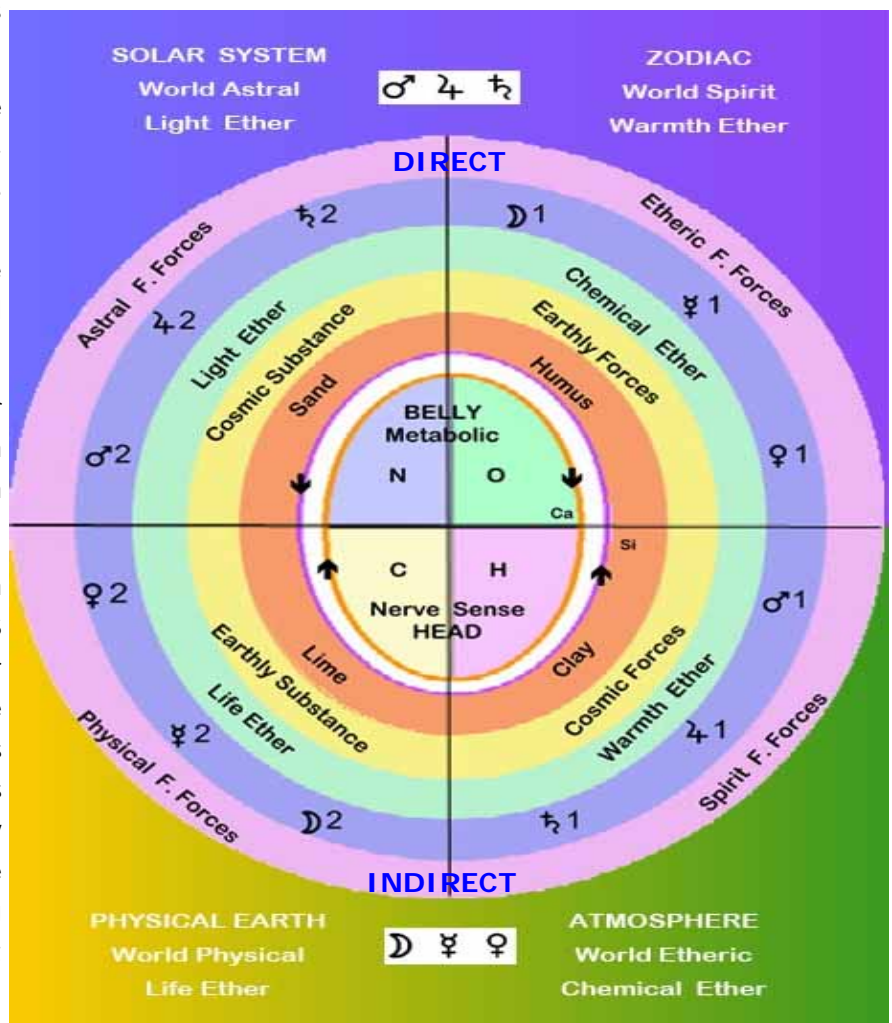 SOLAR SYSTEM
World Astral
Light Ether
♂ ♃ ♄
ZODIAC
World Spirit
Warmth Ether
DIRECT
Astral F. Forces
Etheric F. Forces
♄2
☽1
♃2
☿1
♂2
♀1
Light Ether
Chemical Ether
Cosmic Substance
Earthly Forces
Sand
Humus
BELLY
Metabolic
N
O
Ca
Si
C
H
Nerve Sense
HEAD
♀2
♂1
Lime
Clay
Earthly Substance
Cosmic Forces
Life Ether
Warmth Ether
☿2
♃1
☽2
♄1
Physical F. Forces
Spirit F. Forces
INDIRECT
PHYSICAL EARTH
World Physical
Life Ether
☽ ☿ ♀
ATMOSPHERE
World Etheric
Chemical Ether